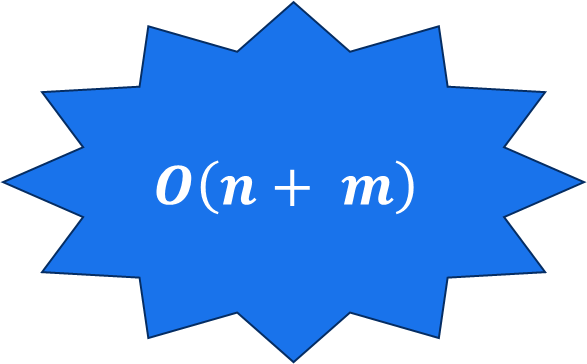 O(n + m)